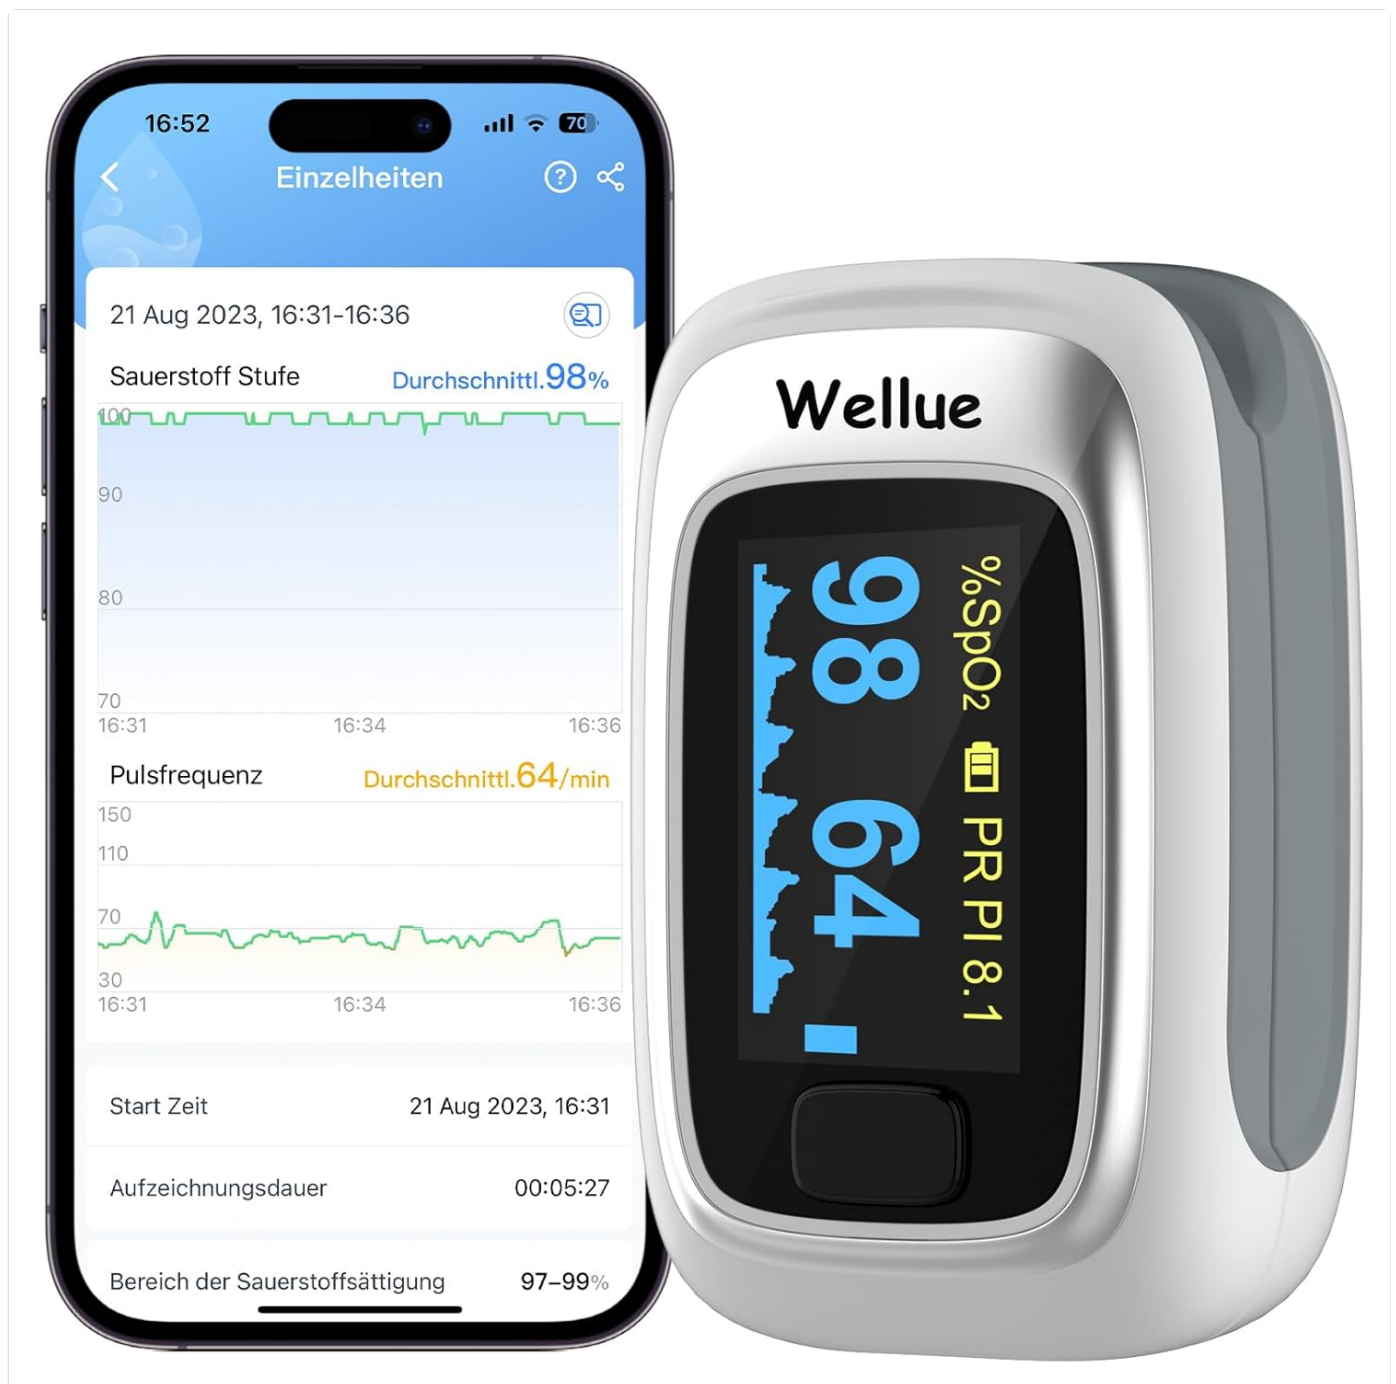 16:52
70
Einzelheiten
?
21 Aug 2023, 16:31-16:36
Sauerstoff Stufe Durchschnittl.98%
100
90
80
70
16:31 16:34 16:36
Pulsfrequenz Durchschnittl.64/min
150
110
70
30
16:31 16:34 16:36
Start Zeit 21 Aug 2023, 16:31
Aufzeichnungsdauer 00:05:27
Bereich der Sauerstoffsättigung 97–99%
Wellue
%SpO₂ PR PI 8.1
98 64